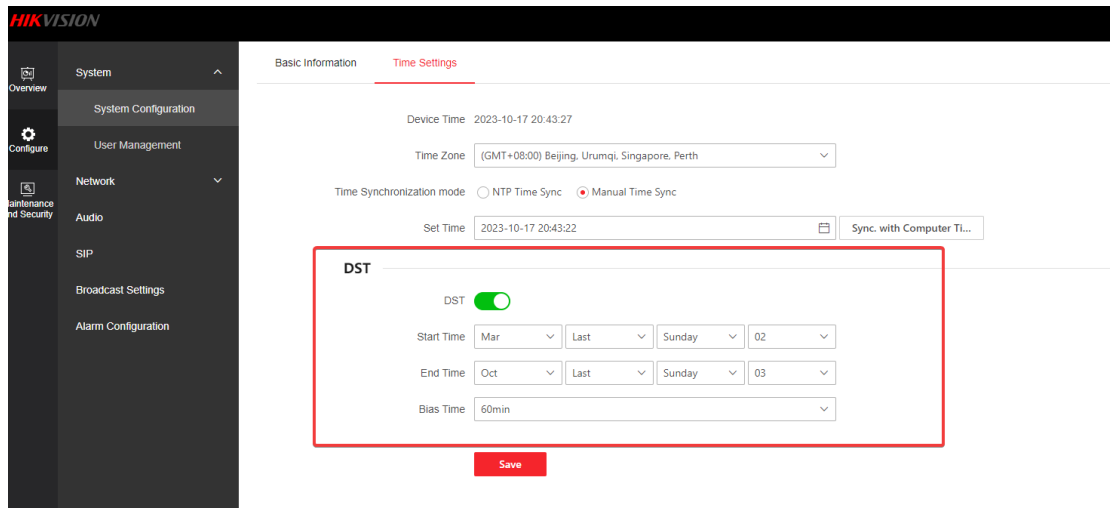 HIKVISION
Overview
Configure
aintenance
nd Security
System
System Configuration
User Management
Network
Audio
SIP
Broadcast Settings
Alarm Configuration
Basic Information Time Settings
Device Time 2023-10-17 20:43:27
Time Zone (GMT+08:00) Beijing, Urumqi, Singapore, Perth
Time Synchronization mode NTP Time Sync Manual Time Sync
Set Time 2023-10-17 20:43:22 Sync. with Computer Ti...
DST
DST
Start Time Mar Last Sunday 02
End Time Oct Last Sunday 03
Bias Time 60min
Save